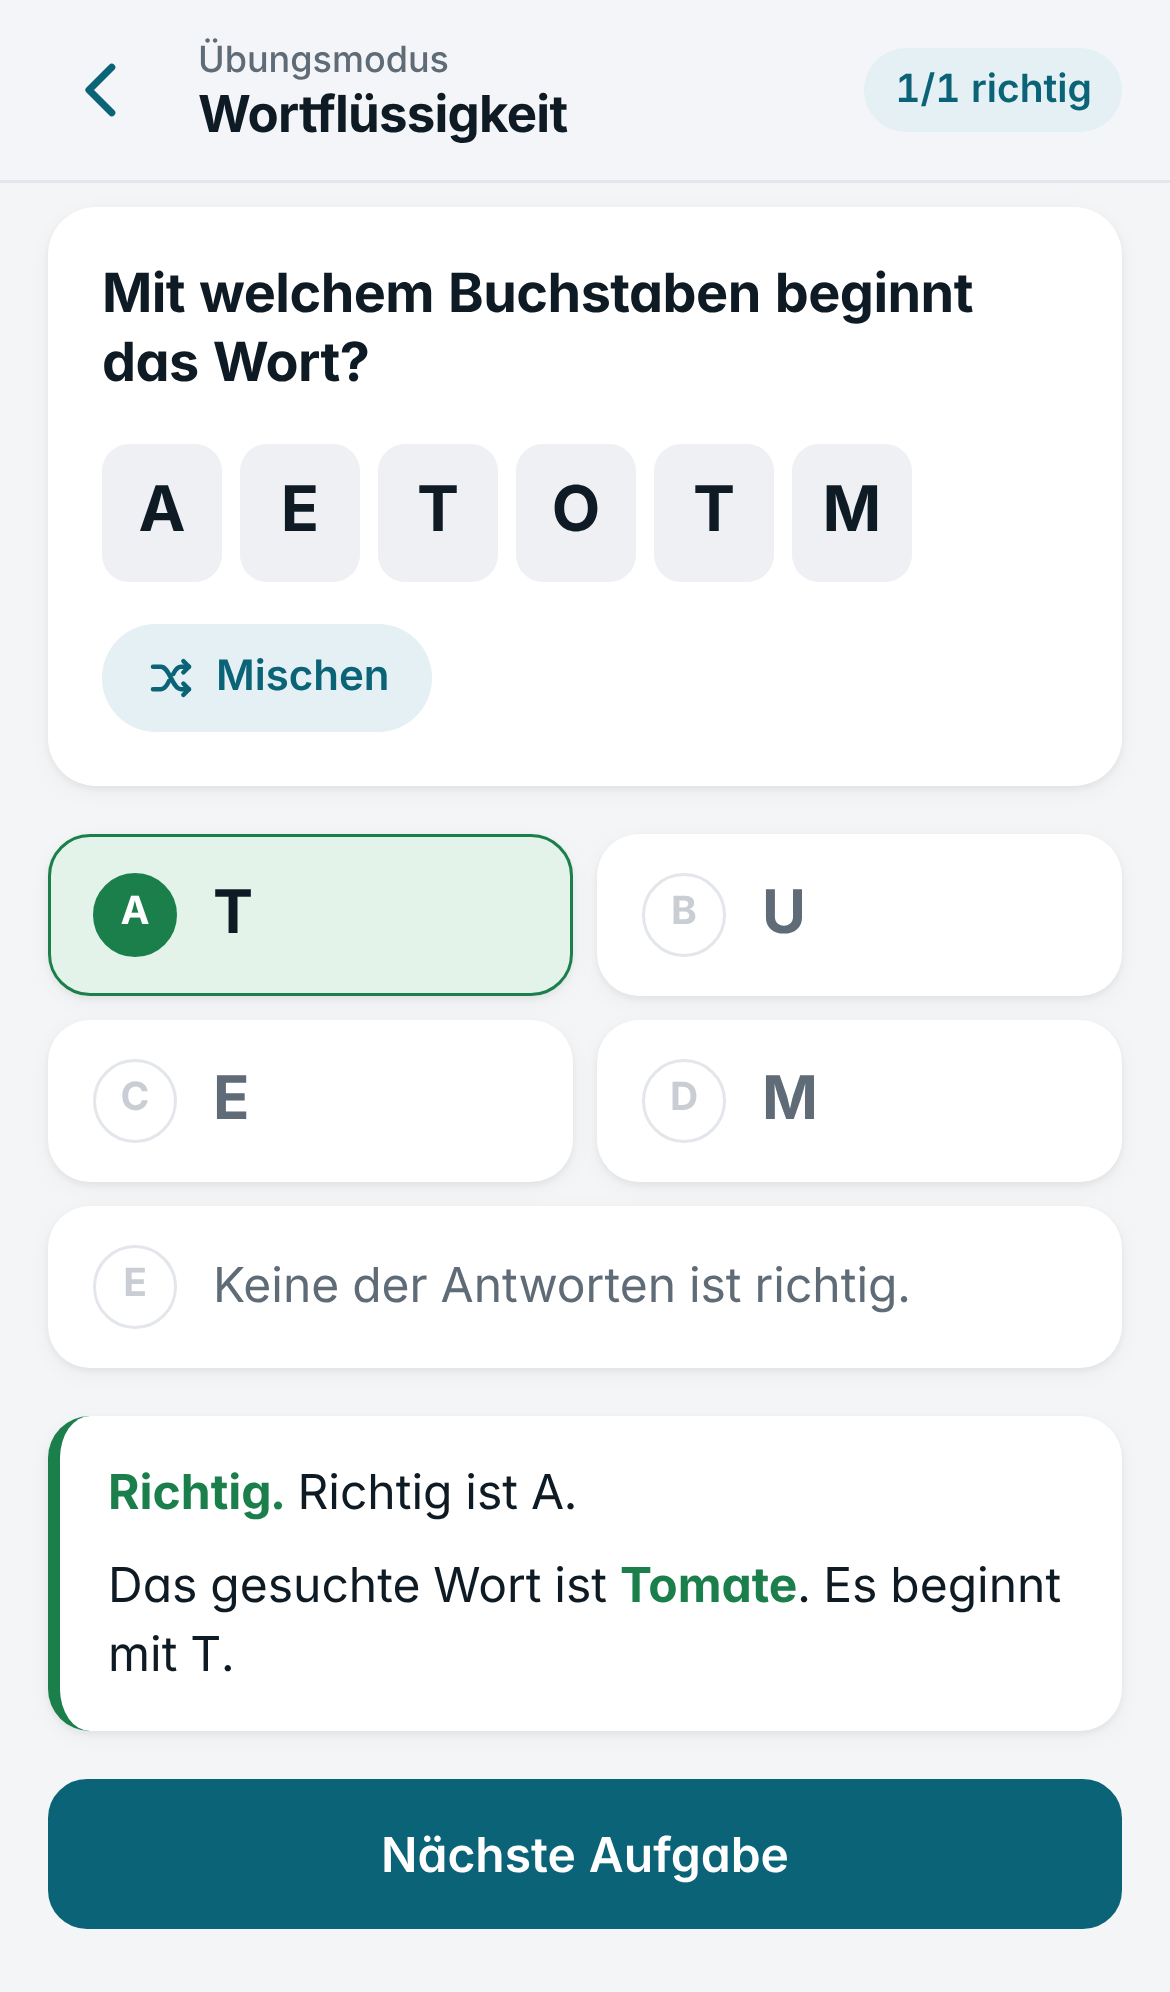 Übungsmodus
Wortflüssigkeit
1/1 richtig
Mit welchem Buchstaben beginnt
das Wort?
A E T O T M
Mischen
A T
B U
C E
D M
E Keine der Antworten ist richtig.
Richtig. Richtig ist A.
Das gesuchte Wort ist Tomate. Es beginnt
mit T.
Nächste Aufgabe